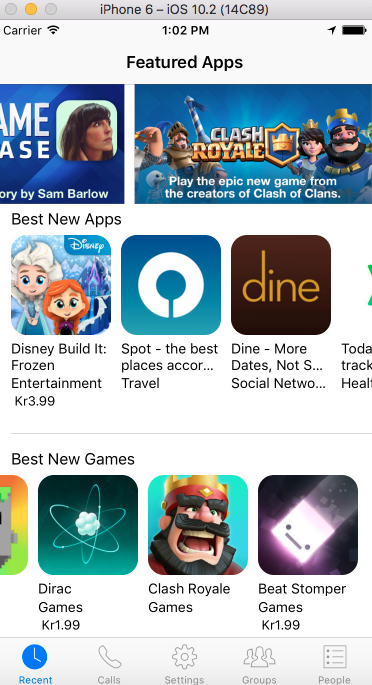 iPhone 6 – iOS 10.2 (14C89)
Carrier 1:02 PM
Featured Apps
AME
ASE
ory by Sam Barlow
CLASH
ROYALE
Play the epic new game from
the creators of Clash of Clans.
Best New Apps
Disney
dine
Disney Build It:
Frozen
Entertainment
Kr3.99
Spot - the best
places accor...
Travel
Dine - More
Dates, Not S...
Social Netwo...
Toda
track
Healt
Best New Games
Dirac
Games
Kr1.99
Clash Royale
Games
Beat Stomper
Games
Kr1.99
Recent
Calls
Settings
Groups
People